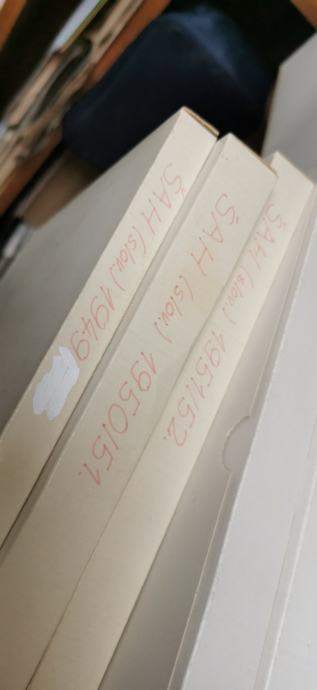 ŠAH (slov.) 1949
ŠAH (slov.) 1950/51.
ŠAH (slov.) 1951/52.